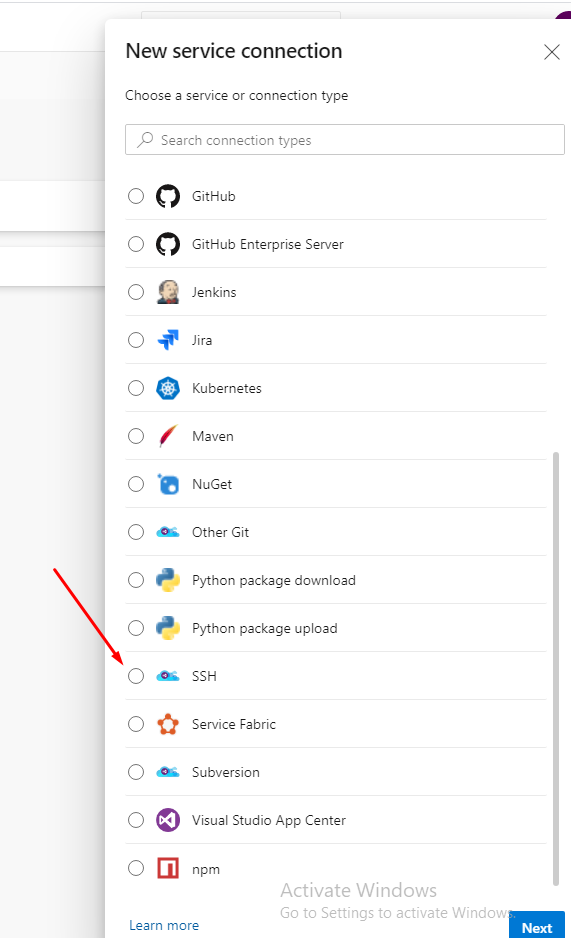 New service connection
Choose a service or connection type
Search connection types
GitHub
GitHub Enterprise Server
Jenkins
Jira
Kubernetes
Maven
NuGet
Other Git
Python package download
Python package upload
SSH
Service Fabric
Subversion
Visual Studio App Center
npm
Activate Windows
Go to Settings to activate Windows.
Learn more
Next